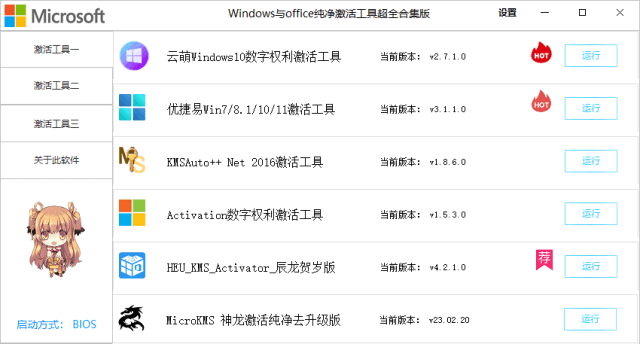 Microsoft
Windows与office纯净激活工具超全合集版
设置
激活工具一
激活工具二
激活工具三
关于此软件
启动方式： BIOS
云萌Windows10数字权利激活工具 当前版本： v2.7.1.0 HOT 运行
优捷易Win7/8.1/10/11激活工具 当前版本： v3.1.1.0 HOT 运行
KMSAuto++ Net 2016激活工具 当前版本： v1.8.6.0 运行
Activation数字权利激活工具 当前版本： v1.5.3.0 运行
HEU_KMS_Activator_辰龙贺岁版 当前版本： v4.2.1.0 荐 运行
MicroKMS 神龙激活纯净去升级版 当前版本： v23.02.20 运行